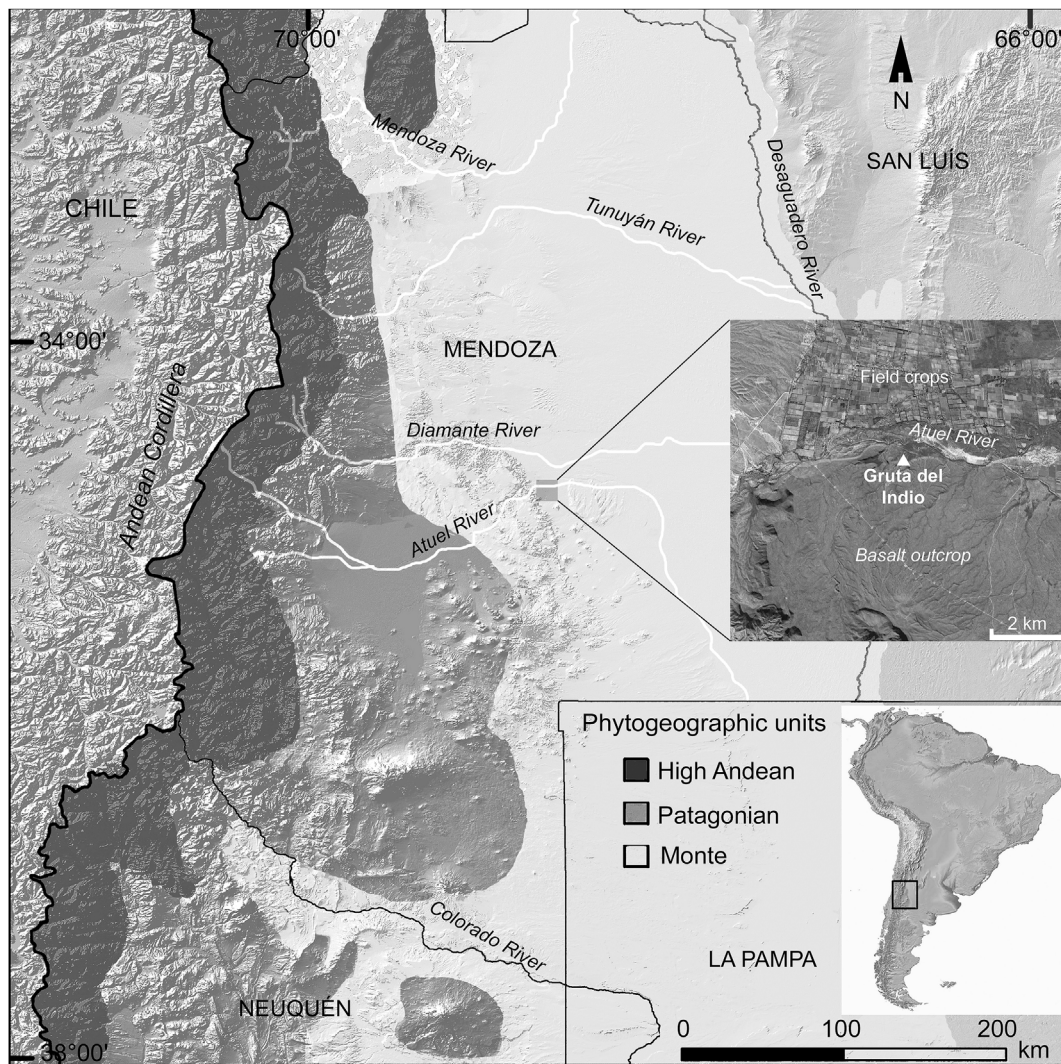 70°00'
66°00'
N
Mendoza River
Desaguadero River
SAN LUÍS
CHILE
Tunuyán River
34°00'
MENDOZA
Andean Cordillera
Field crops
Diamante River
Atuel River
Gruta del
Indio
Atuel River
Basalt outcrop
2 km
Phytogeographic units
High Andean
Patagonian
Monte
Colorado River
LA PAMPA
NEUQUÉN
0 100 200
km
38°00'